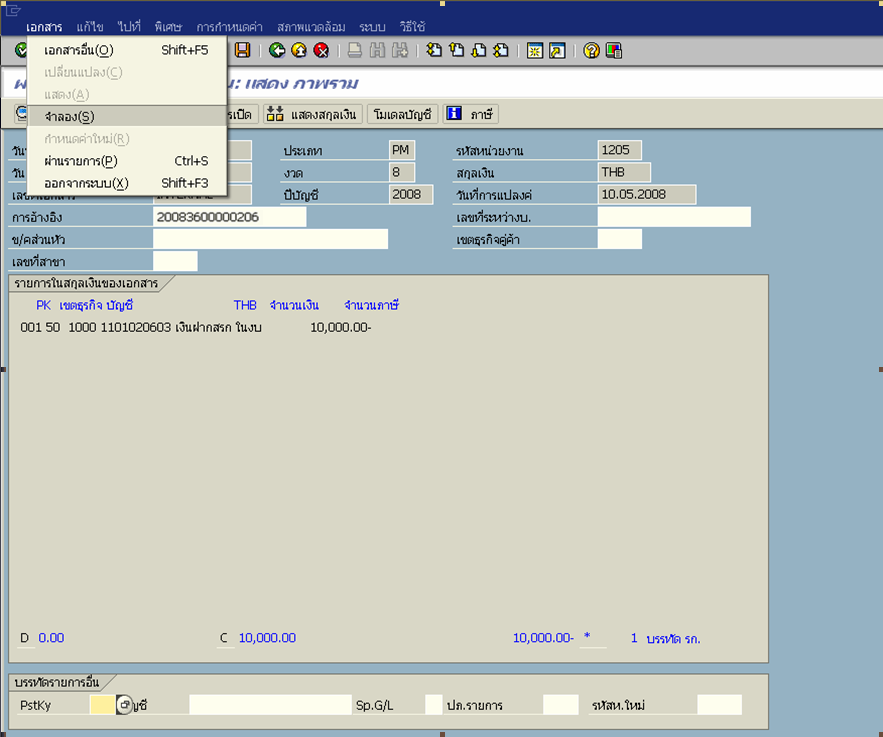 เอกสาร แก้ไข ไปที่ พิเศษ การกำหนดค่า สภาพแวดล้อม ระบบ วิธีใช้
เอกสารอื่น(O) Shift+F5
เปลี่ยนแปลง(C)
แสดง(A)
จำลอง(S)
กำหนดค่าใหม่(R)
ผ่านรายการ(P) Ctrl+S
ออกจากระบบ(X) Shift+F3
น: แสดง ภาพรวม
แสดงสกุลเงิน โมเดลบัญชี ภาษี
ประเภท PM รหัสหน่วยงาน 1205
งวด 8 สกุลเงิน THB
ปีบัญชี 2008 วันที่การแปลงค่ 10.05.2008
การอ้างอิง 20083600000206 เลขที่ระหว่างบ.
ข/คส่วนหัว เขตธุรกิจคู่ค้า
เลขที่สาขา
รายการในสกุลเงินของเอกสาร
PK เขตธุรกิจ บัญชี THB จำนวนเงิน จำนวนภาษี
001 50 1000 1101020603 เงินฝากสรก ในงบ 10,000.00-
D 0.00 C 10,000.00 10,000.00- * 1 บรรทัด รก.
บรรทัดรายการอื่น
PstKy ัญชี Sp.G/L ปภ.รายการ รหัสห.ใหม่